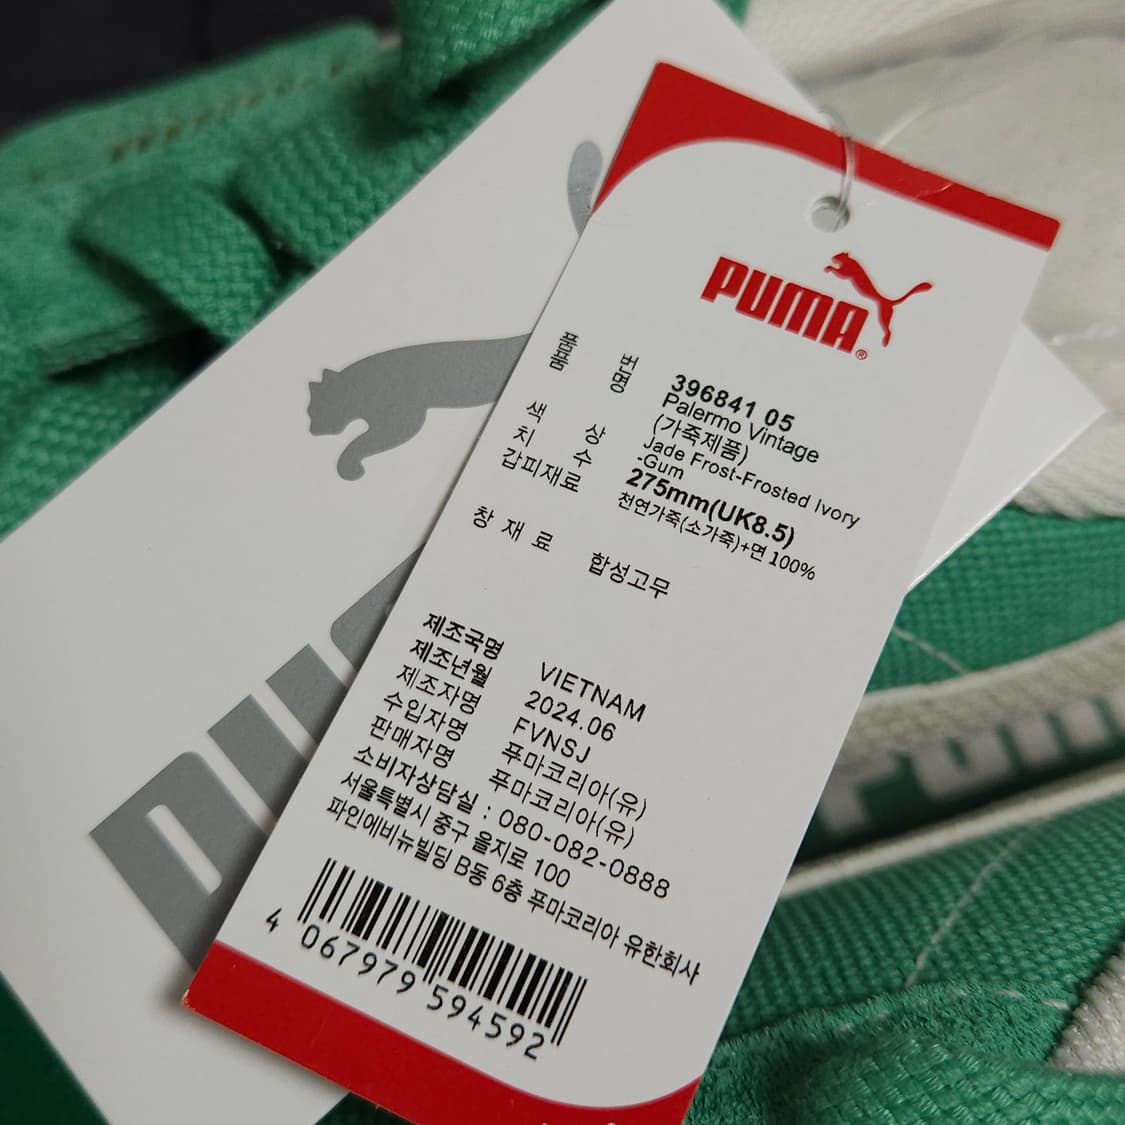 PUMA®
품 번 396841 05
품 명 Palermo Vintage
(가죽제품)
색 상 Jade Frost-Frosted Ivory
-Gum
치 수 275mm(UK8.5)
갑피재료 천연가죽(소가죽)+면 100%
창 재 료 합성고무
제조국명 VIETNAM
제조년월 2024.06
제조자명 FVNSJ
수입자명 푸마코리아(유)
판매자명 푸마코리아(유)
소비자상담실 : 080-082-0888
서울특별시 중구 을지로 100
파인에비뉴빌딩 B동 6층 푸마코리아 유한회사
4 067979 594592
PUMA